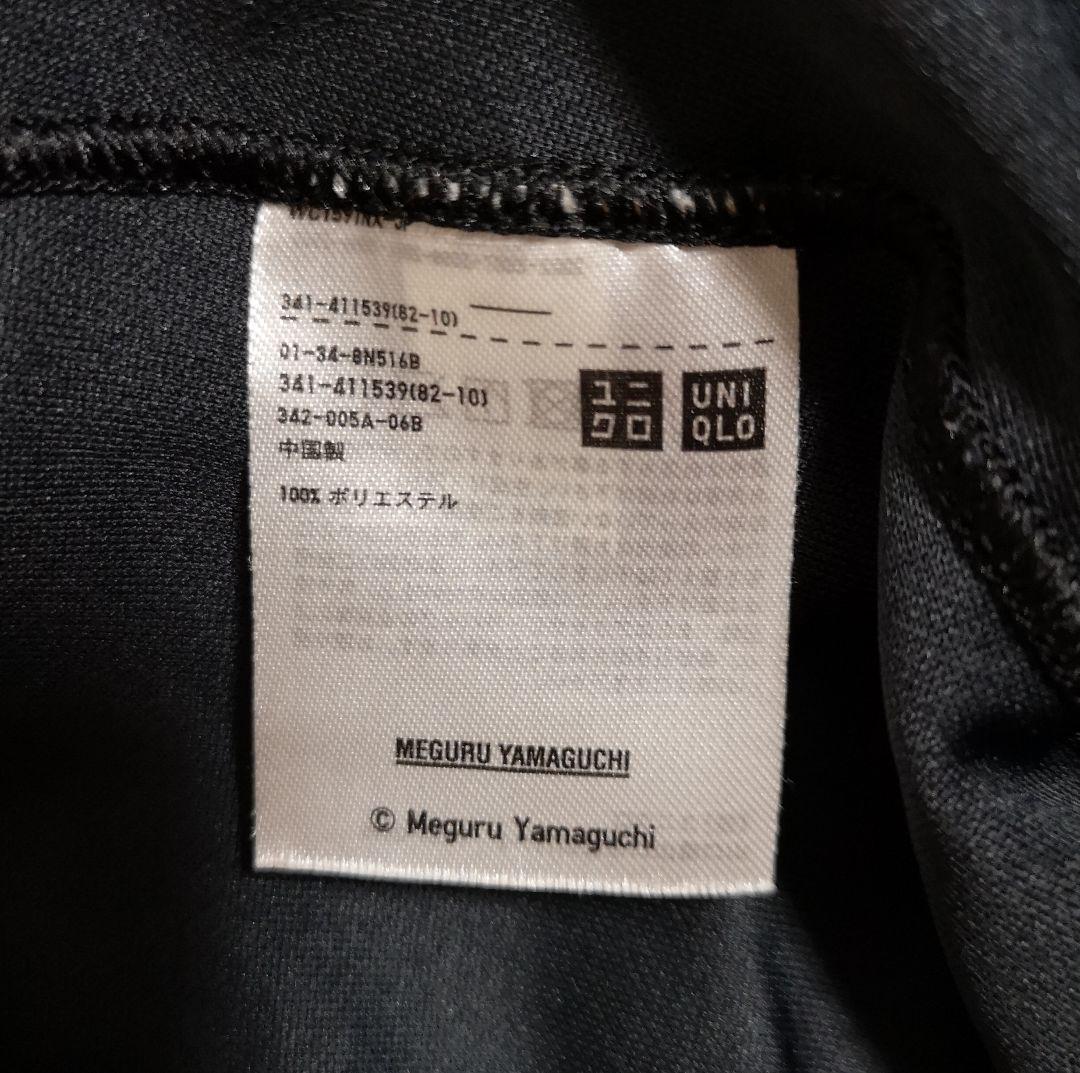 341-411539(82-10)
01-34-8N516B
341-411539(82-10)
342-005A-06B
中国製
100% ポリエステル
ユニ
クロ
UNI
QLO
MEGURU YAMAGUCHI
© Meguru Yamaguchi